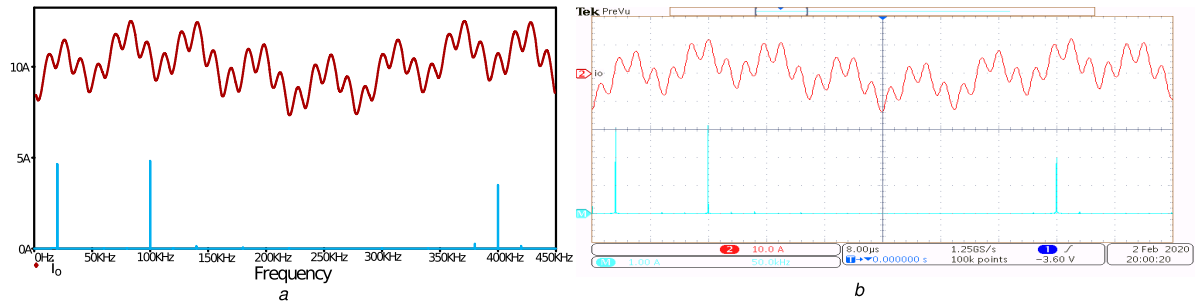 10A
5A
0A
0Hz 50KHz 100KHz 150KHz 200KHz 250KHz 300KHz 350KHz 400KHz 450KHz
Io
Frequency
a
Tek PreVu
2 io
M
2 10.0 A
M 1.00 A 50.0kHz
8.00µs
T→▼0.000000 s
1.25GS/s
100k points
1 ∫
−3.60 V
2 Feb 2020
20:00:20
b